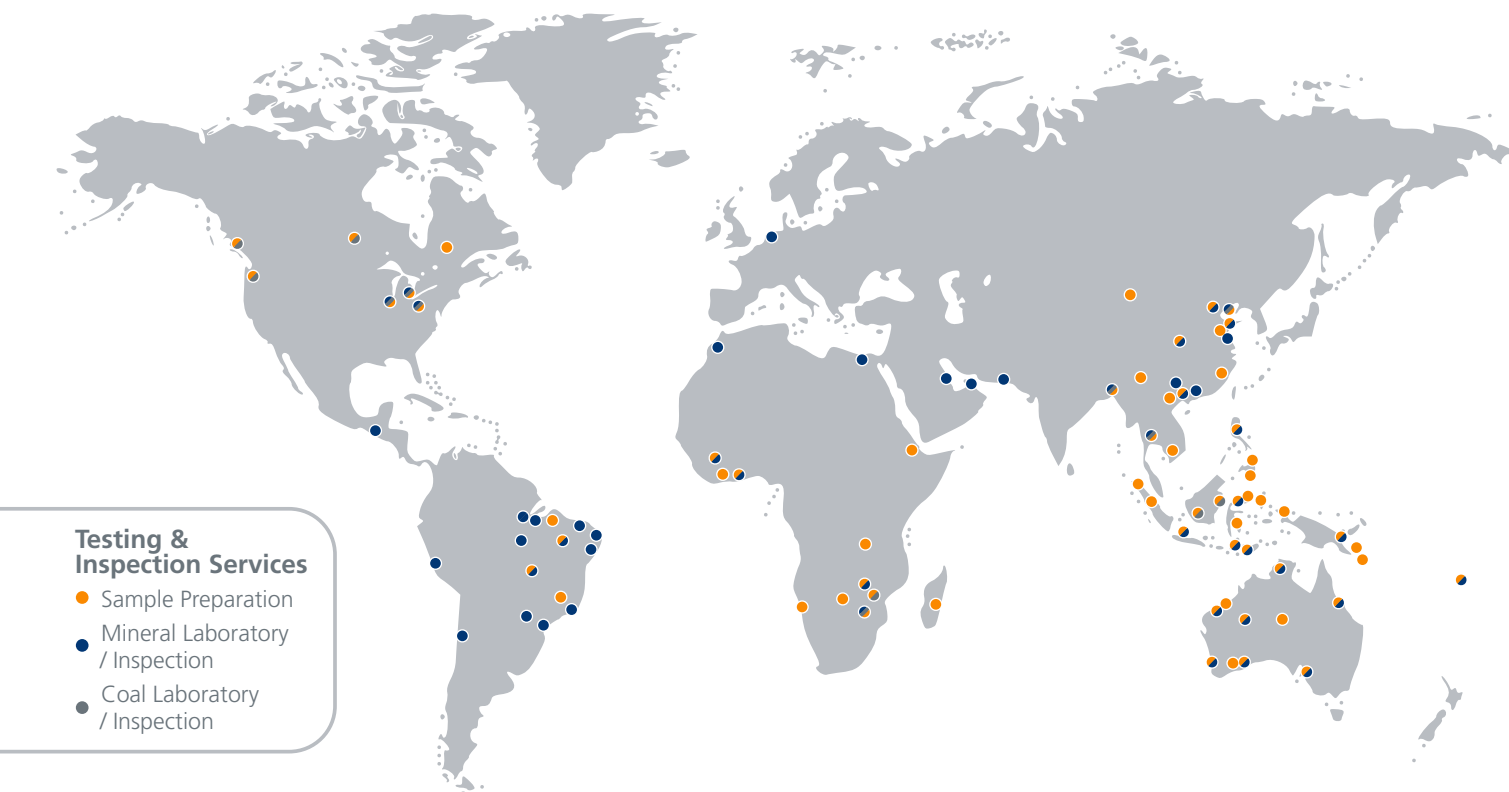 Testing &
Inspection Services
Sample Preparation
Mineral Laboratory
/ Inspection
Coal Laboratory
/ Inspection